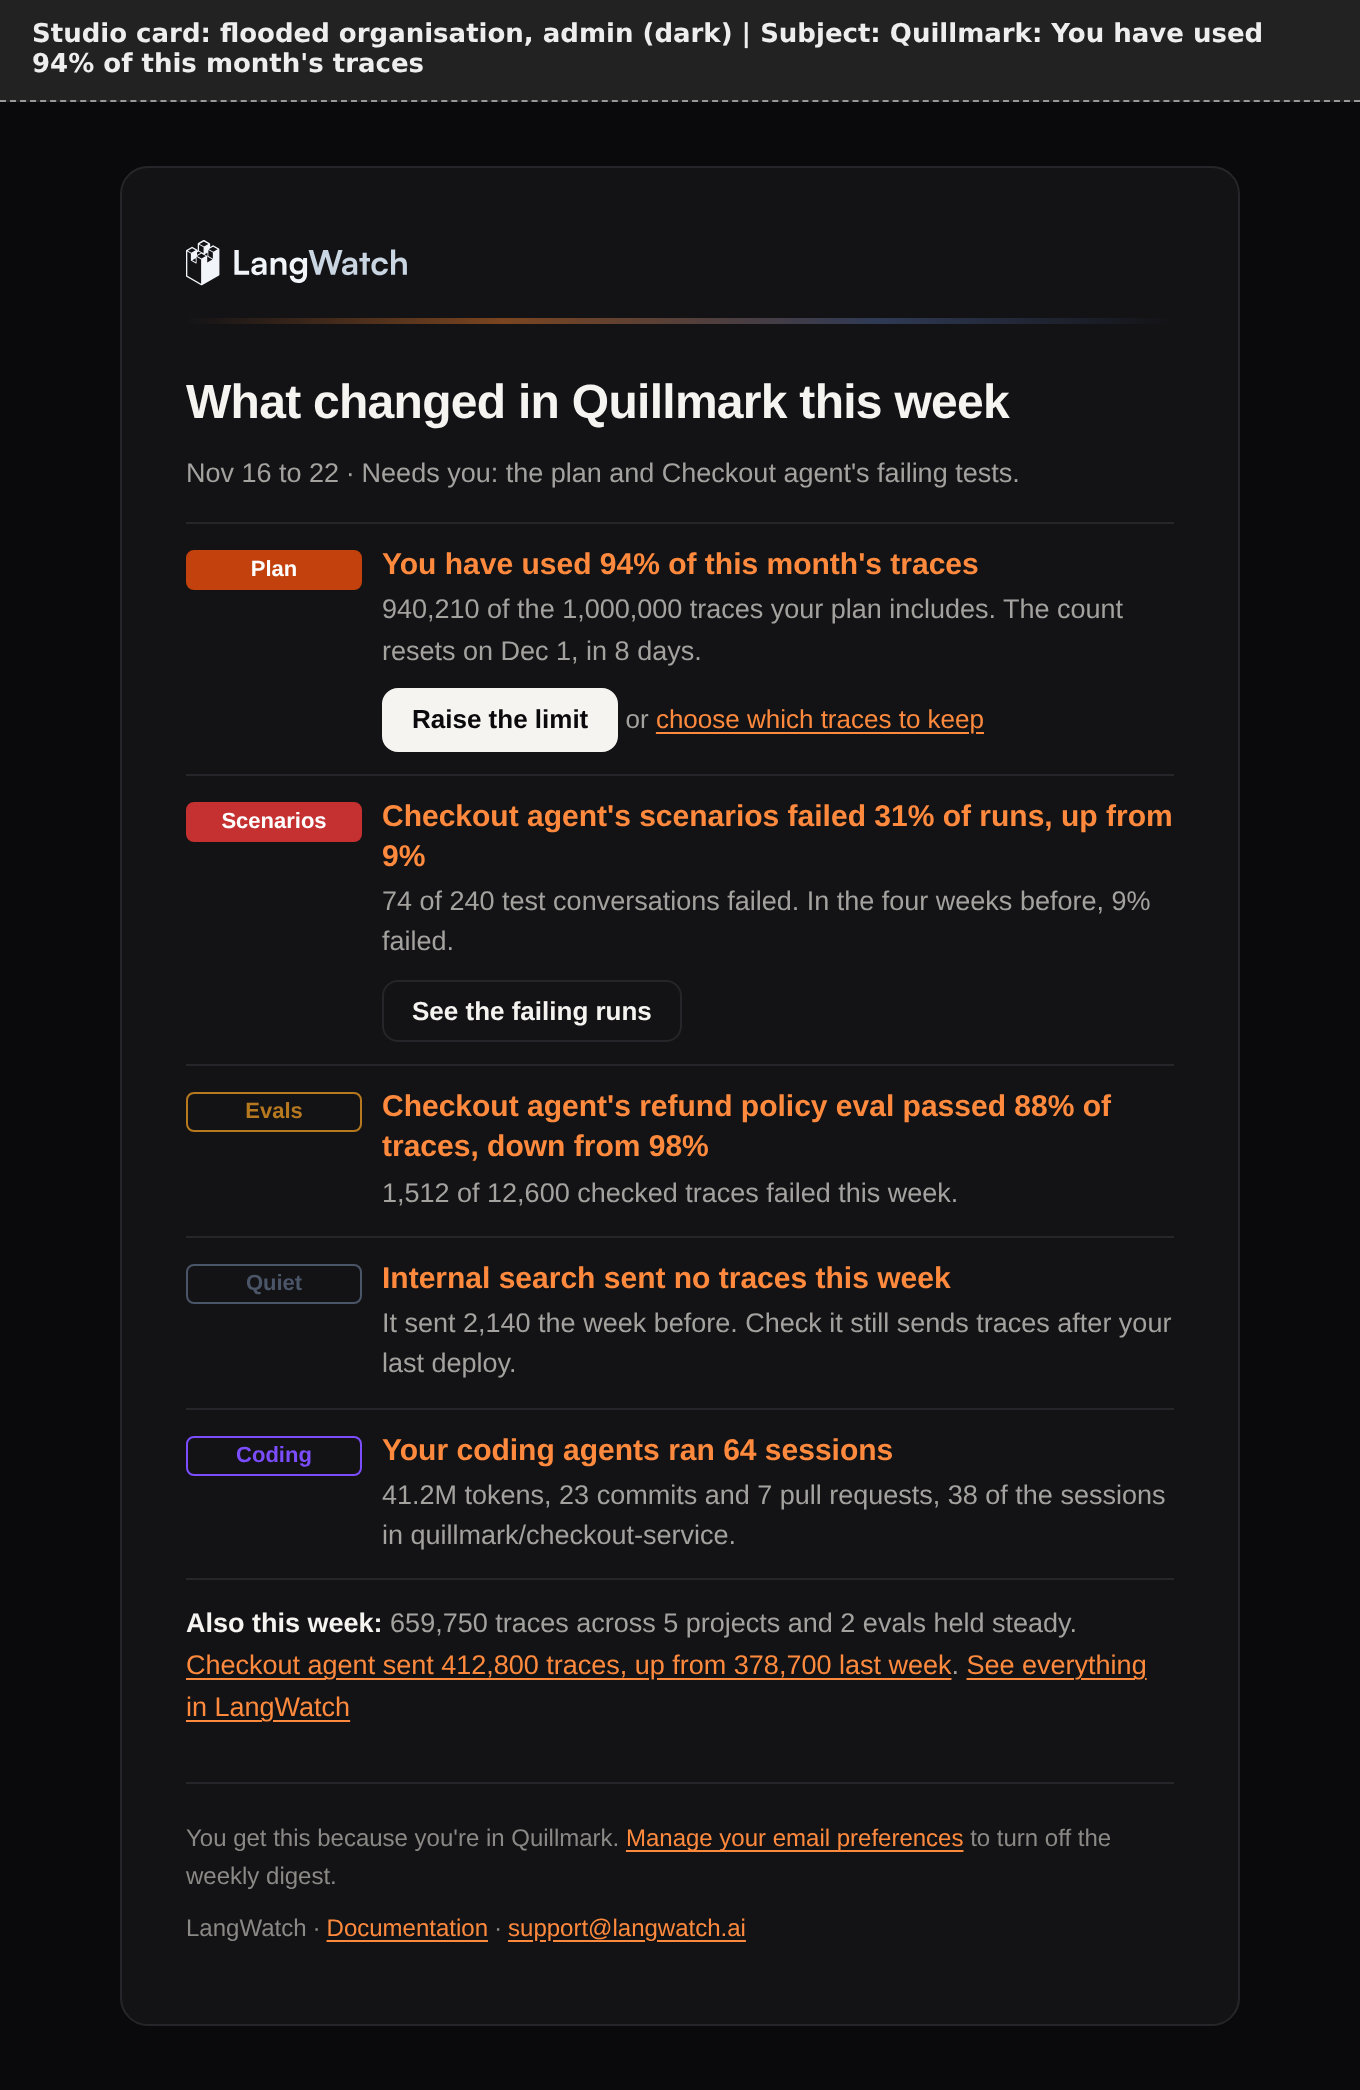 Studio card: flooded organisation, admin (dark) | Subject: Quillmark: You have used
94% of this month's traces
LangWatch
What changed in Quillmark this week
Nov 16 to 22 · Needs you: the plan and Checkout agent's failing tests.
Plan
You have used 94% of this month's traces
940,210 of the 1,000,000 traces your plan includes. The count
resets on Dec 1, in 8 days.
Raise the limit or choose which traces to keep
Scenarios
Checkout agent's scenarios failed 31% of runs, up from
9%
74 of 240 test conversations failed. In the four weeks before, 9%
failed.
See the failing runs
Evals
Checkout agent's refund policy eval passed 88% of
traces, down from 98%
1,512 of 12,600 checked traces failed this week.
Quiet
Internal search sent no traces this week
It sent 2,140 the week before. Check it still sends traces after your
last deploy.
Coding
Your coding agents ran 64 sessions
41.2M tokens, 23 commits and 7 pull requests, 38 of the sessions
in quillmark/checkout-service.
Also this week: 659,750 traces across 5 projects and 2 evals held steady.
Checkout agent sent 412,800 traces, up from 378,700 last week. See everything
in LangWatch
You get this because you're in Quillmark. Manage your email preferences to turn off the
weekly digest.
LangWatch · Documentation · support@langwatch.ai